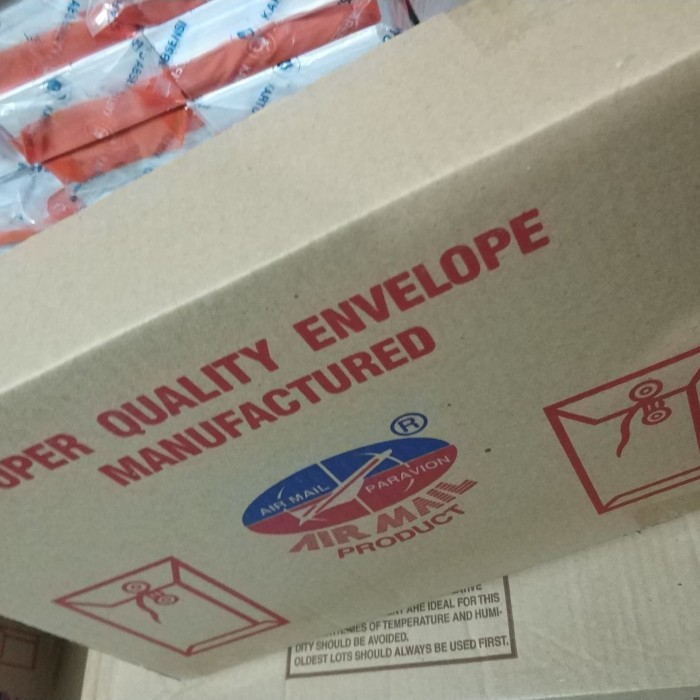 QUALITY ENVELOPE
MANUFACTURED
®
AIR MAIL PARAVION
AIR MAIL
PRODUCT
ARE IDEAL FOR THIS
OF TEMPERATURE AND HUMI-
DITY SHOULD BE AVOIDED.
OLDEST LOTS SHOULD ALWAYS BE USED FIRST.